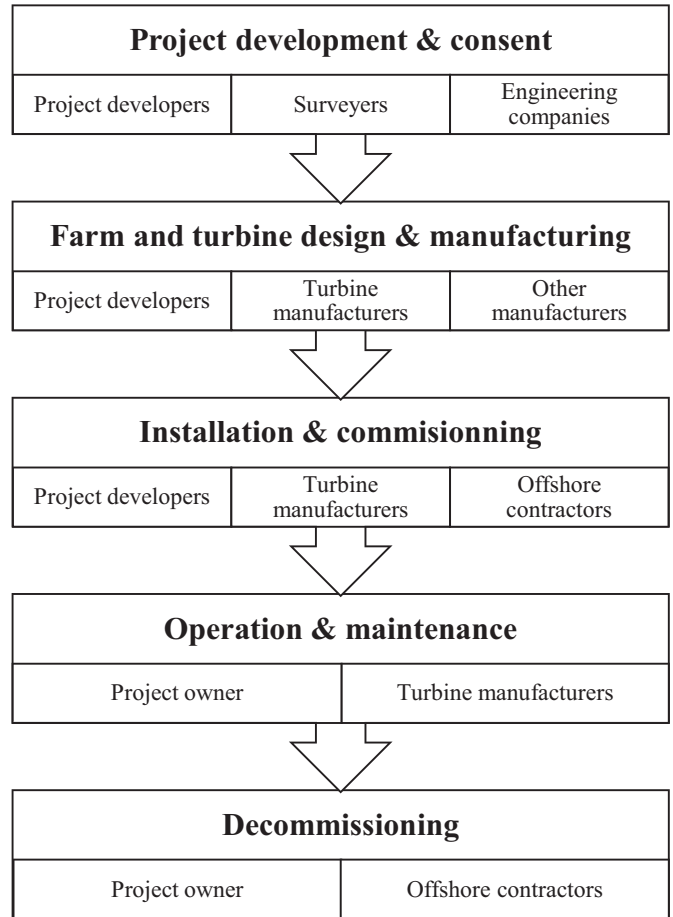 Project development & consent
Project developers
Surveyers
Engineering
companies
Farm and turbine design & manufacturing
Project developers
Turbine
manufacturers
Other
manufacturers
Installation & commisionning
Project developers
Turbine
manufacturers
Offshore
contractors
Operation & maintenance
Project owner
Turbine manufacturers
Decommissioning
Project owner
Offshore contractors